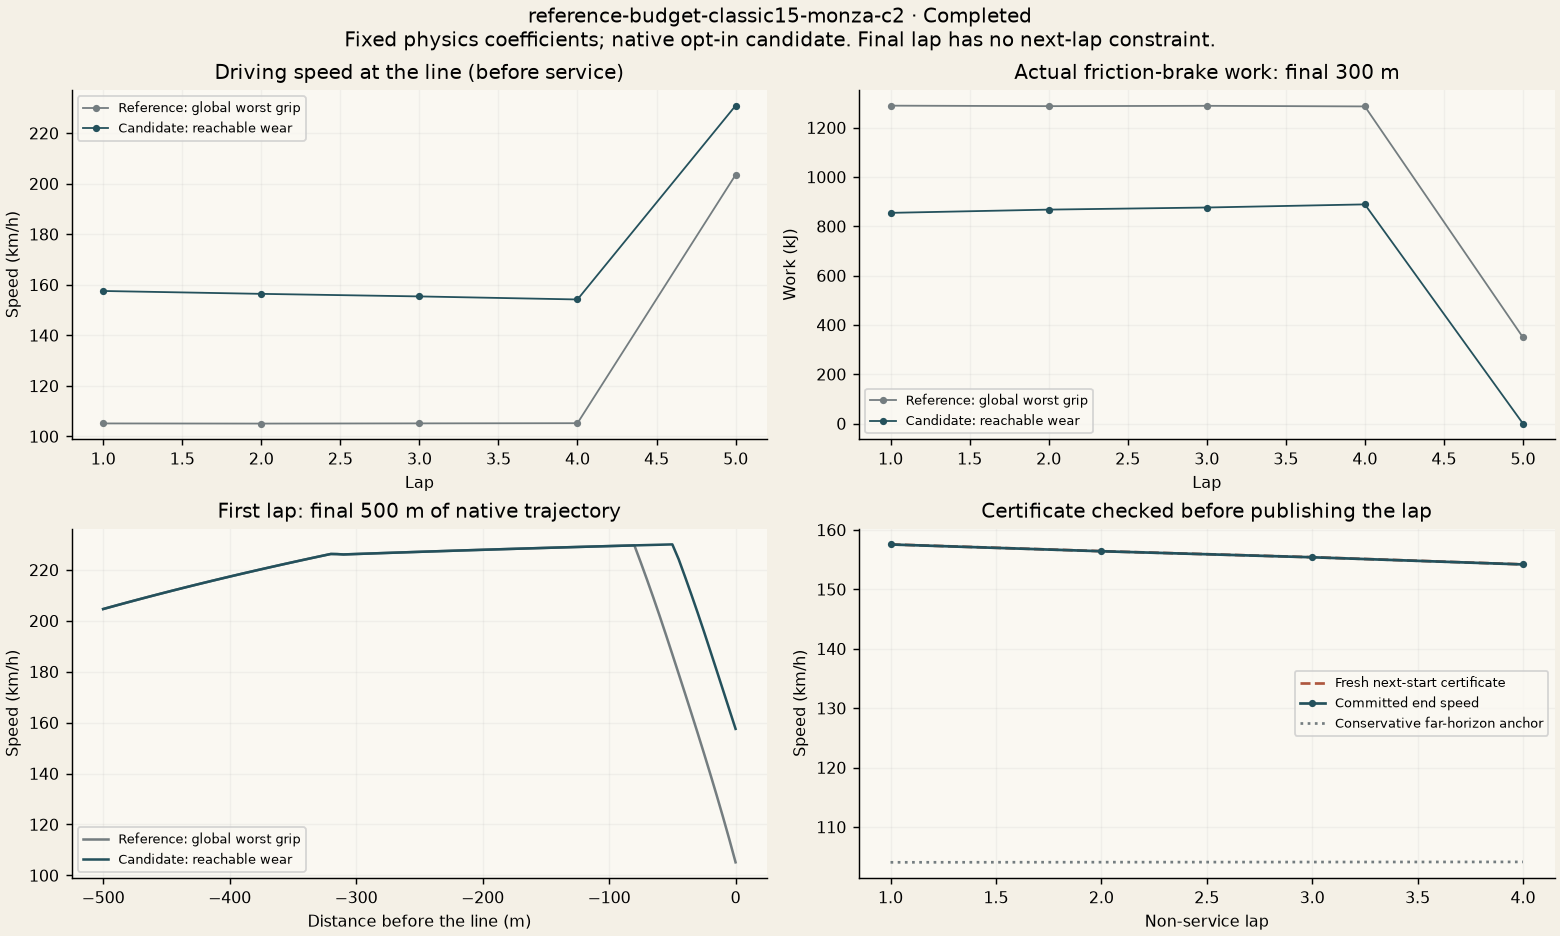 reference-budget-classic15-monza-c2 · Completed
Fixed physics coefficients; native opt-in candidate. Final lap has no next-lap constraint.
Driving speed at the line (before service)
Speed (km/h)
220
200
180
160
140
120
100
Reference: global worst grip
Candidate: reachable wear
1.0 1.5 2.0 2.5 3.0 3.5 4.0 4.5 5.0
Lap
Actual friction-brake work: final 300 m
Work (kJ)
1200
1000
800
600
400
200
0
Reference: global worst grip
Candidate: reachable wear
1.0 1.5 2.0 2.5 3.0 3.5 4.0 4.5 5.0
Lap
First lap: final 500 m of native trajectory
Speed (km/h)
220
200
180
160
140
120
100
Reference: global worst grip
Candidate: reachable wear
−500 −400 −300 −200 −100 0
Distance before the line (m)
Certificate checked before publishing the lap
Speed (km/h)
160
150
140
130
120
110
Fresh next-start certificate
Committed end speed
Conservative far-horizon anchor
1.0 1.5 2.0 2.5 3.0 3.5 4.0
Non-service lap